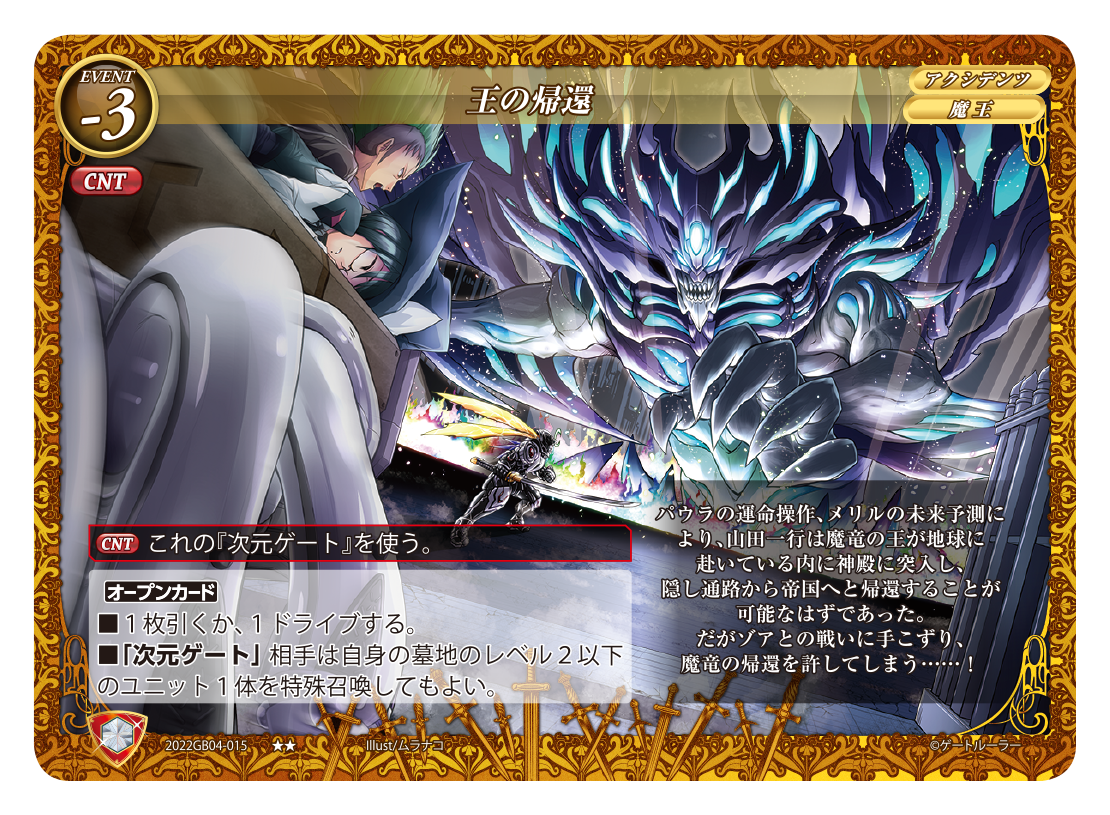 EVENT
-3
王の帰還
アクシデンツ
魔王
CNT
CNT これの『次元ゲート』を使う。
オープンカード
■1枚引くか、1ドライブする。
■「次元ゲート」相手は自身の墓地のレベル2以下
のユニット1体を特殊召喚してもよい。
パウラの運命操作、メリルの未来予測に
より、山田一行は魔竜の王が地球に
赴いている内に神殿に突入し、
隠し通路から帝国へと帰還することが
可能なはずであった。
だがゾアとの戦いに手こずり、
魔竜の帰還を許してしまう……！
2022GB04-015 ★★ Illust/ムラナコ
©ゲートルーラー